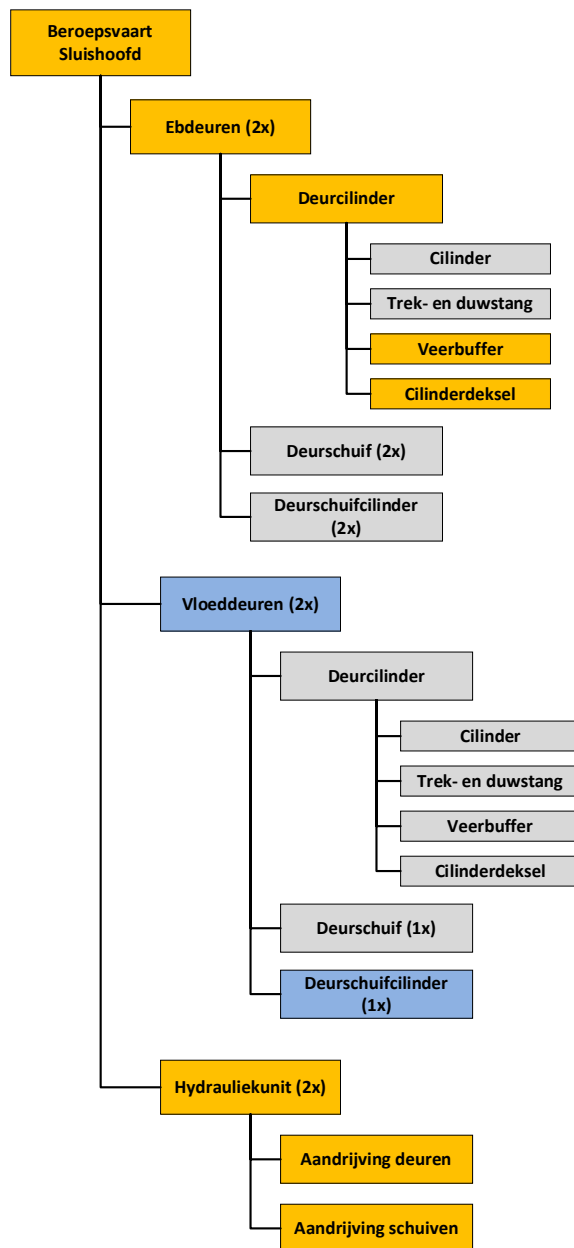 Beroepsvaart
Sluishoofd
Ebdeuren (2x)
Deurcilinder
Cilinder
Trek- en duwstang
Veerbuffer
Cilinderdeksel
Deurschuif (2x)
Deurschuifcilinder
(2x)
Vloeddeuren (2x)
Deurcilinder
Cilinder
Trek- en duwstang
Veerbuffer
Cilinderdeksel
Deurschuif (1x)
Deurschuifcilinder
(1x)
Hydrauliekunit (2x)
Aandrijving deuren
Aandrijving schuiven